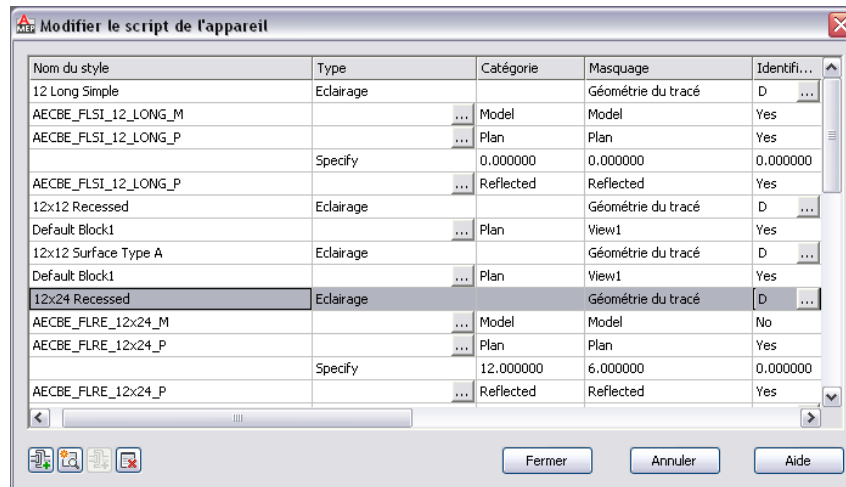 MEP Modifier le script de l'appareil
Nom du style Type Catégorie Masquage Identifi...
12 Long Simple Eclairage Géométrie du tracé D ...
AECBE_FLSI_12_LONG_M ... Model Model Yes
AECBE_FLSI_12_LONG_P ... Plan Plan Yes
Specify 0.000000 0.000000 0.000000
AECBE_FLSI_12_LONG_P ... Reflected Reflected Yes
12x12 Recessed Eclairage Géométrie du tracé D ...
Default Block1 ... Plan View1 Yes
12x12 Surface Type A Eclairage Géométrie du tracé D ...
Default Block1 ... Plan View1 Yes
12x24 Recessed Eclairage Géométrie du tracé D ...
AECBE_FLRE_12x24_M ... Model Model No
AECBE_FLRE_12x24_P ... Plan Plan Yes
Specify 12.000000 6.000000 0.000000
AECBE_FLRE_12x24_P ... Reflected Reflected Yes
Fermer Annuler Aide